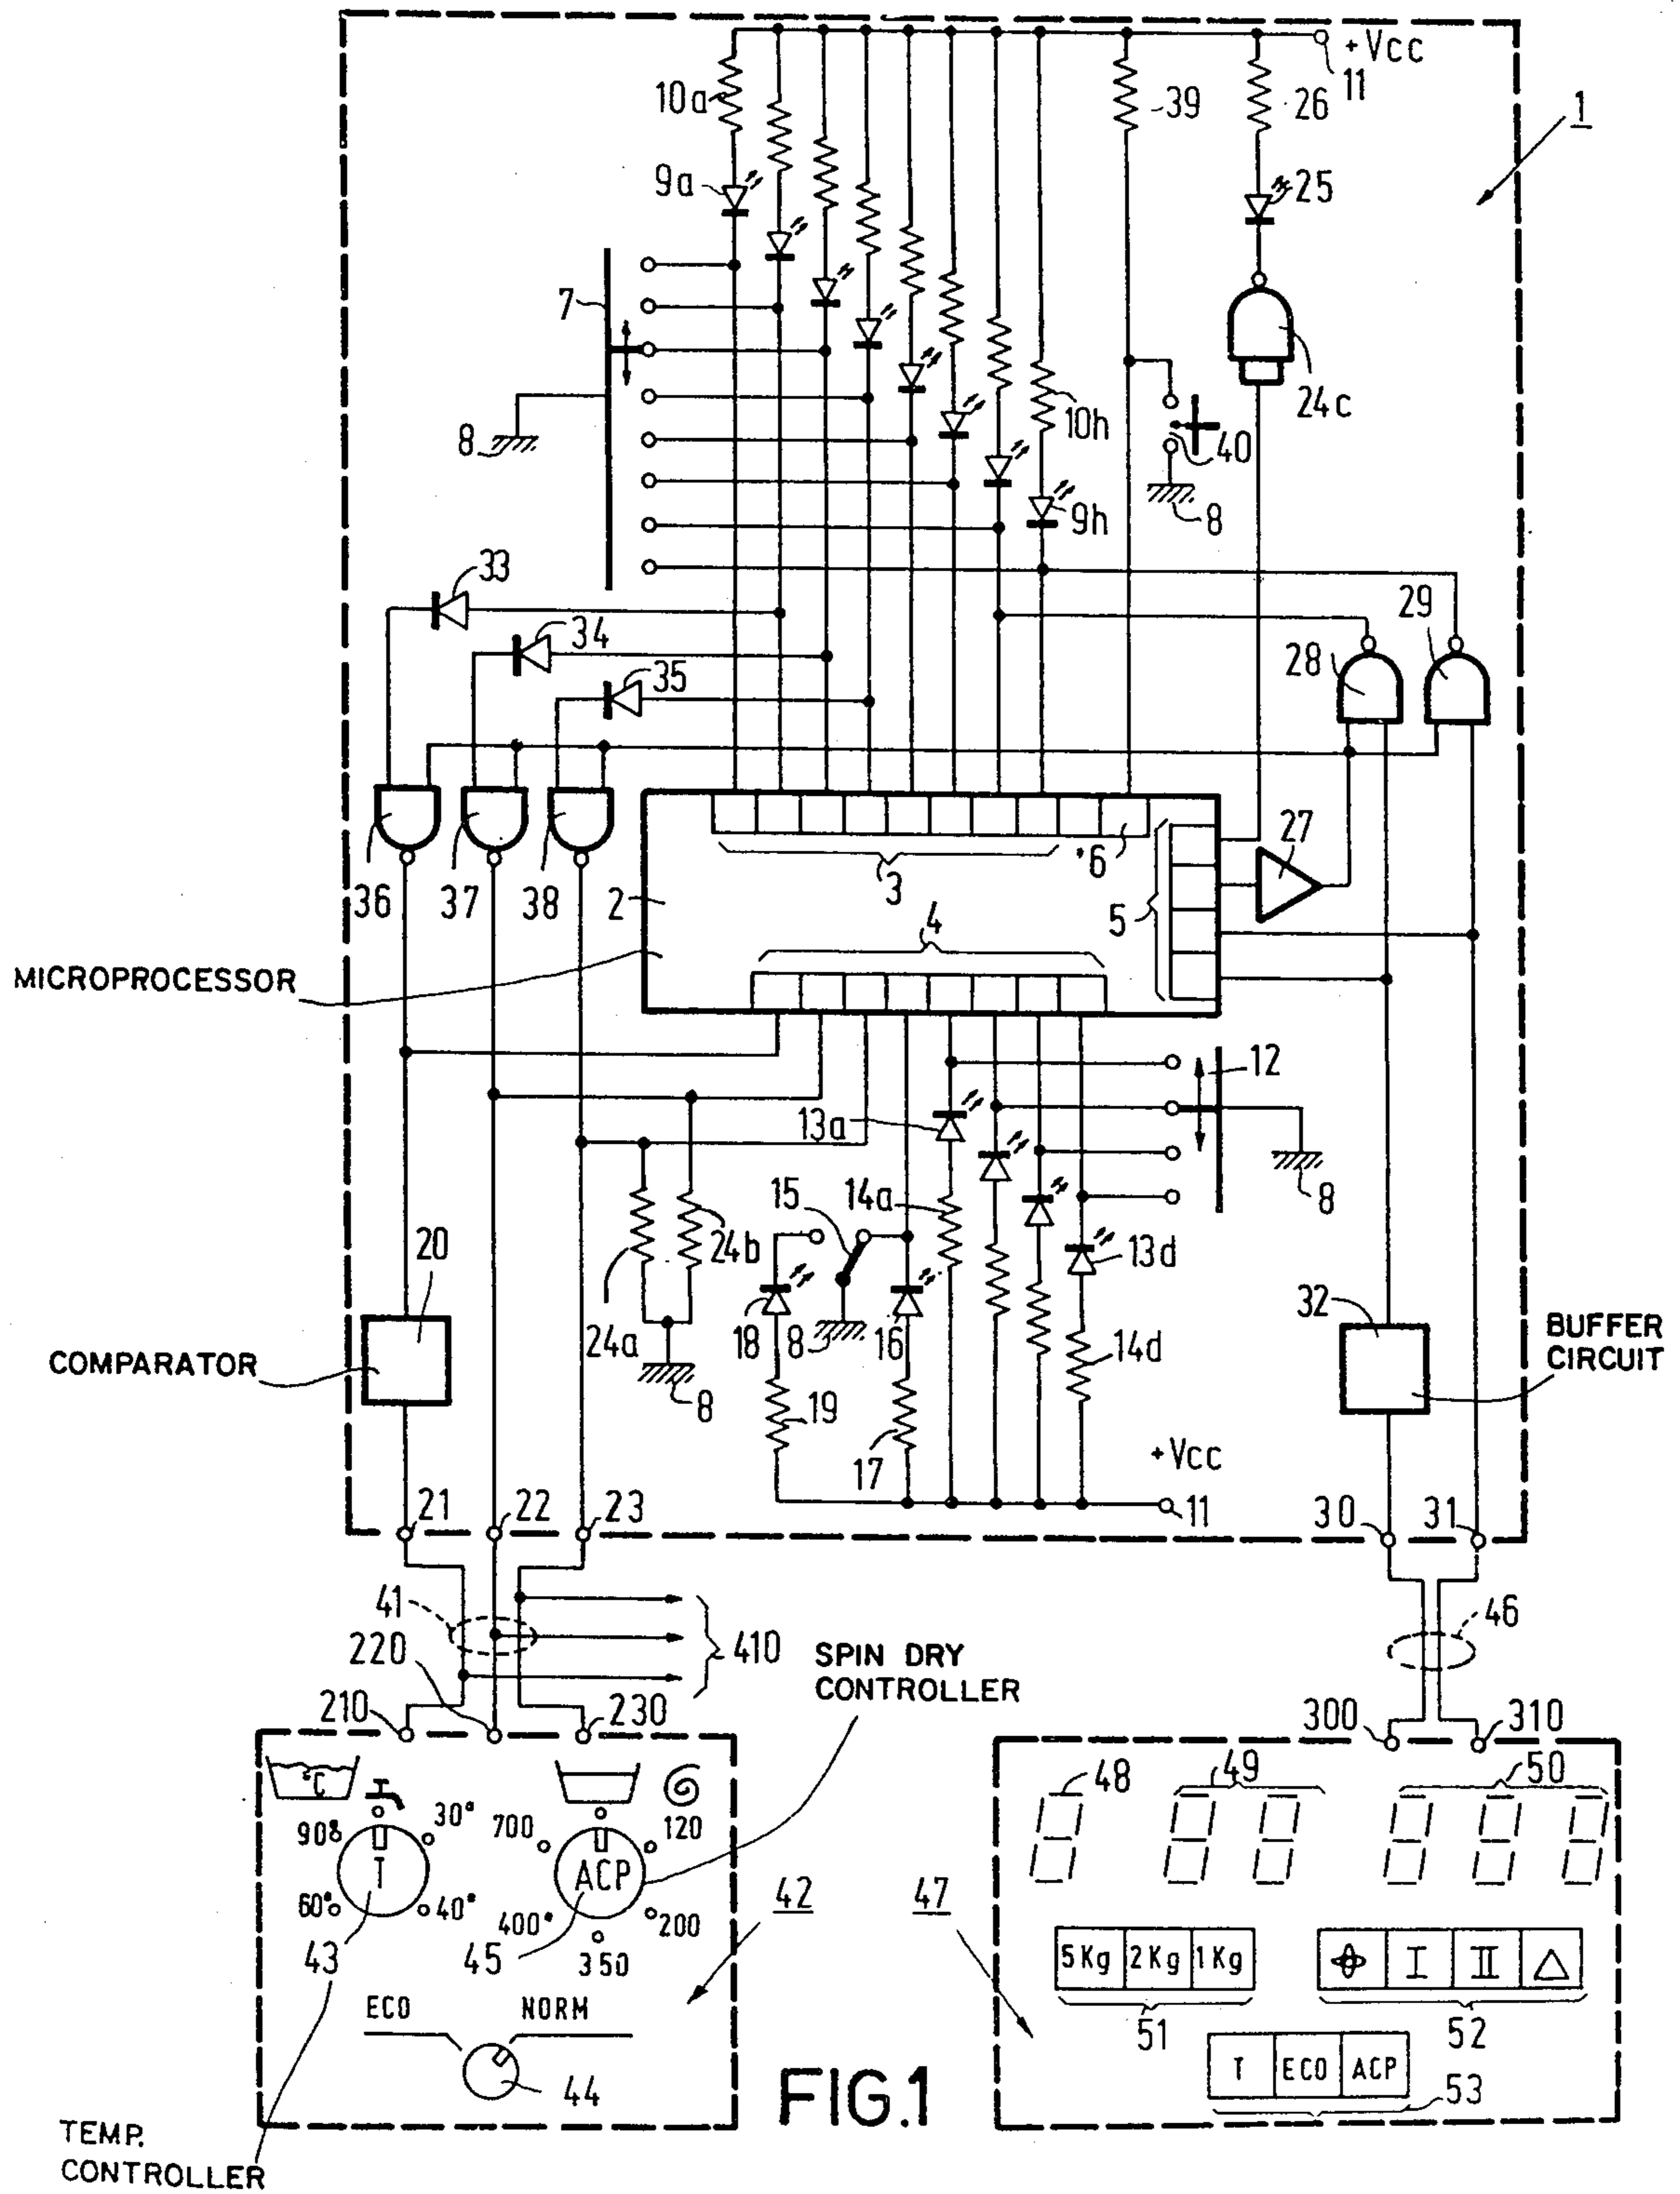 +Vcc
11
10a
39
26
1
9a
25
7
24c
10h
8
40
9h
8
33
29
34
28
35
36
37
38
2
3
6
27
5
4
MICROPROCESSOR
12
13a
8
15
14a
24b
20
13d
32
BUFFER
CIRCUIT
24a
18
8
16
14d
COMPARATOR
8
19
17
+Vcc
11
21
22
23
30
31
41
220
410
46
SPIN DRY
CONTROLLER
210
230
300
310
°C
48
49
50
90°
30°
700
120
T
ACP
60°
40°
400°
200
42
47
43
45
350
5Kg
2Kg
1Kg
I
II
ECO
NORM
51
52
T
ECO
ACP
44
FIG.1
53
TEMP.
CONTROLLER